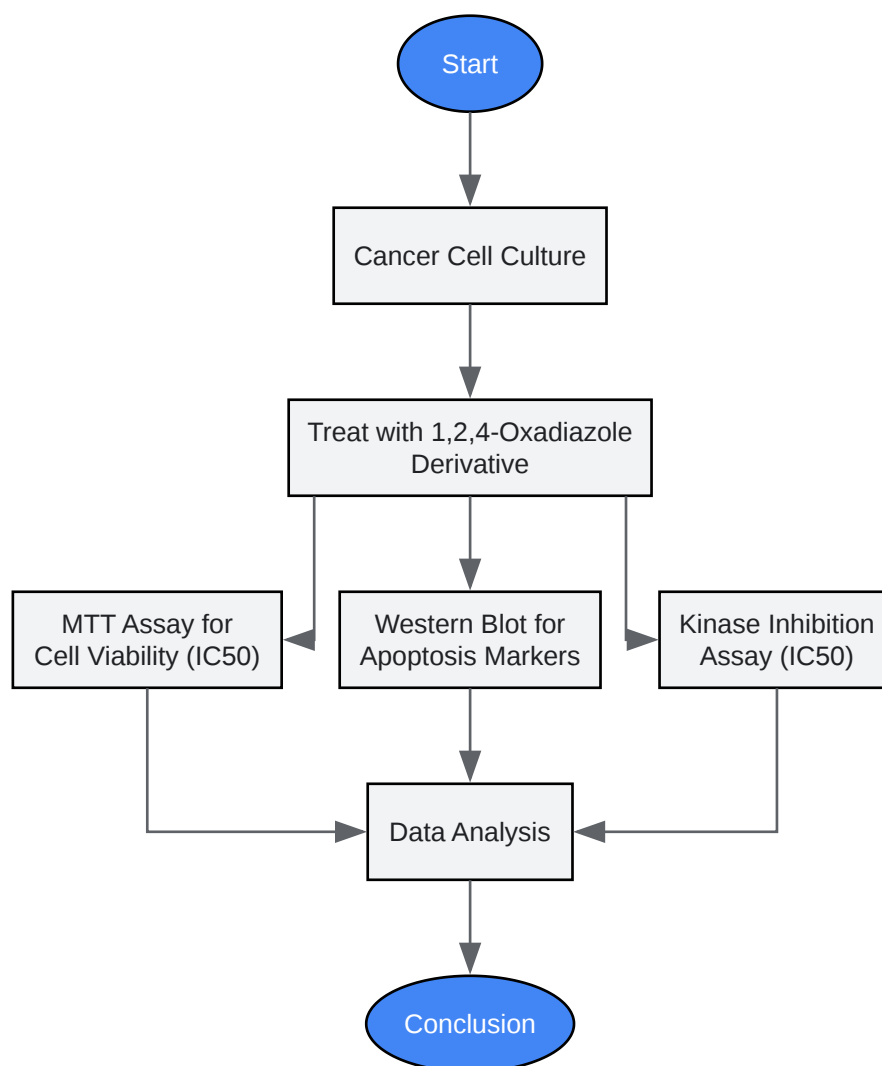 Start
Cancer Cell Culture
Treat with 1,2,4-Oxadiazole
Derivative
MTT Assay for
Cell Viability (IC50)
Western Blot for
Apoptosis Markers
Kinase Inhibition
Assay (IC50)
Data Analysis
Conclusion